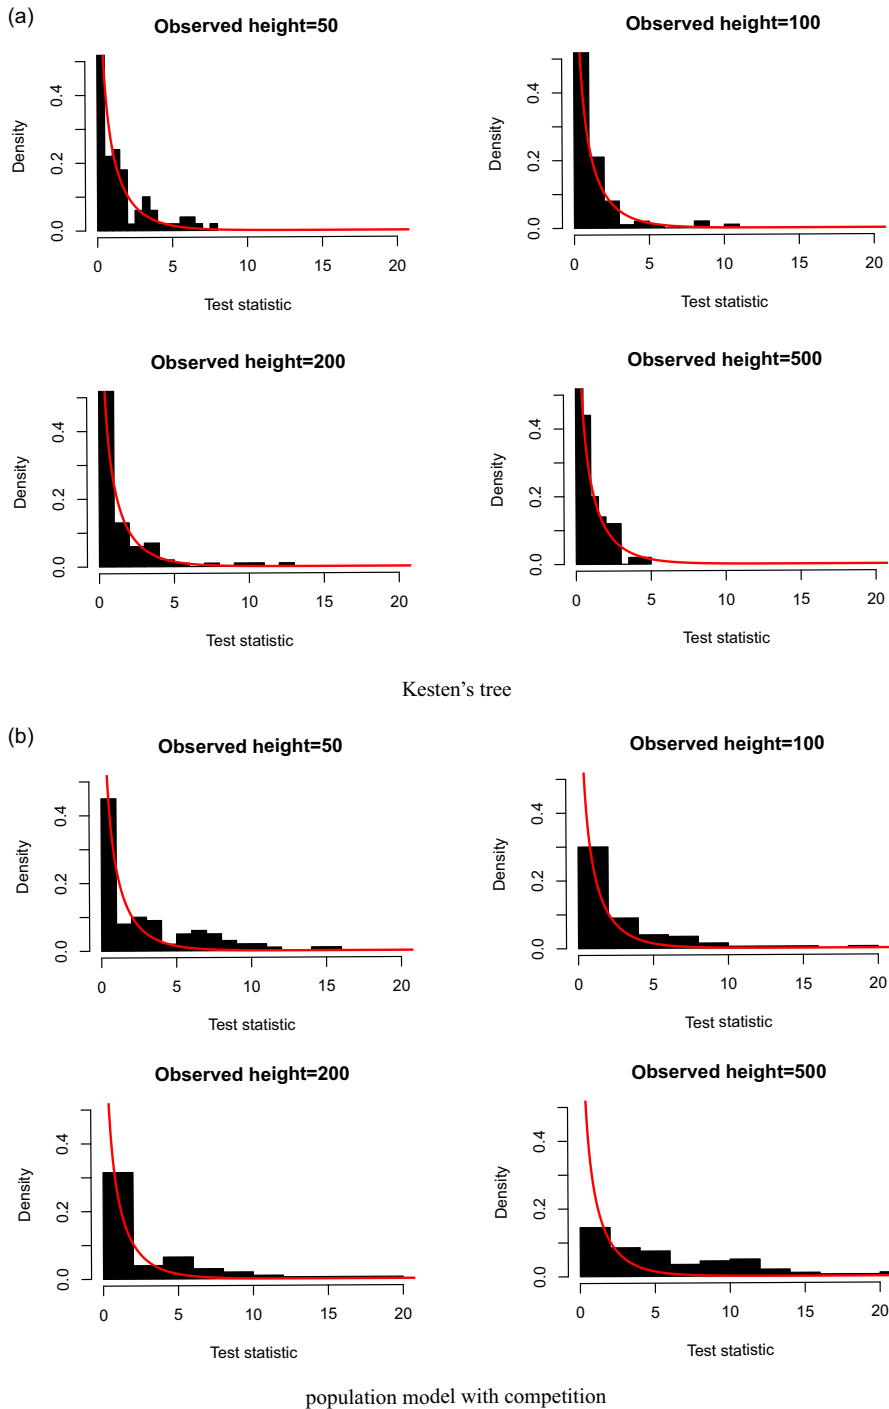 (a)
Observed height=50
Observed height=100
Density
0.0
0.2
0.4
0 5 10 15 20
Test statistic
Density
0.0
0.2
0.4
0 5 10 15 20
Test statistic
Observed height=200
Observed height=500
Density
0.0
0.2
0.4
0 5 10 15 20
Test statistic
Density
0.0
0.2
0.4
0 5 10 15 20
Test statistic
Kesten’s tree
(b)
Observed height=50
Observed height=100
Density
0.0
0.2
0.4
0 5 10 15 20
Test statistic
Density
0.0
0.2
0.4
0 5 10 15 20
Test statistic
Observed height=200
Observed height=500
Density
0.0
0.2
0.4
0 5 10 15 20
Test statistic
Density
0.0
0.2
0.4
0 5 10 15 20
Test statistic
population model with competition